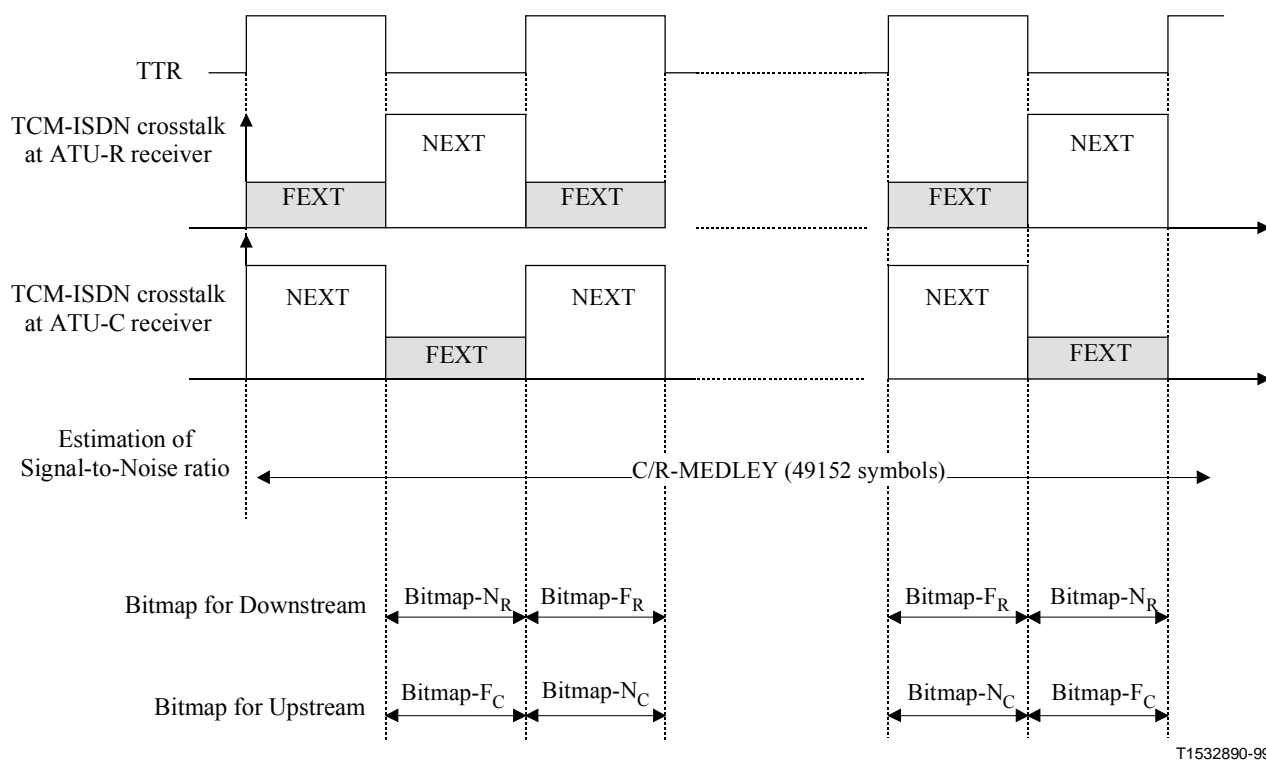 TTR
TCM-ISDN crosstalk
at ATU-R receiver
NEXT
NEXT
FEXT
FEXT
FEXT
TCM-ISDN crosstalk
at ATU-C receiver
NEXT
NEXT
NEXT
FEXT
FEXT
Estimation of
Signal-to-Noise ratio
C/R-MEDLEY (49152 symbols)
Bitmap for Downstream
Bitmap-N_R
Bitmap-F_R
Bitmap-F_R
Bitmap-N_R
Bitmap for Upstream
Bitmap-F_C
Bitmap-N_C
Bitmap-N_C
Bitmap-F_C
T1532890-99